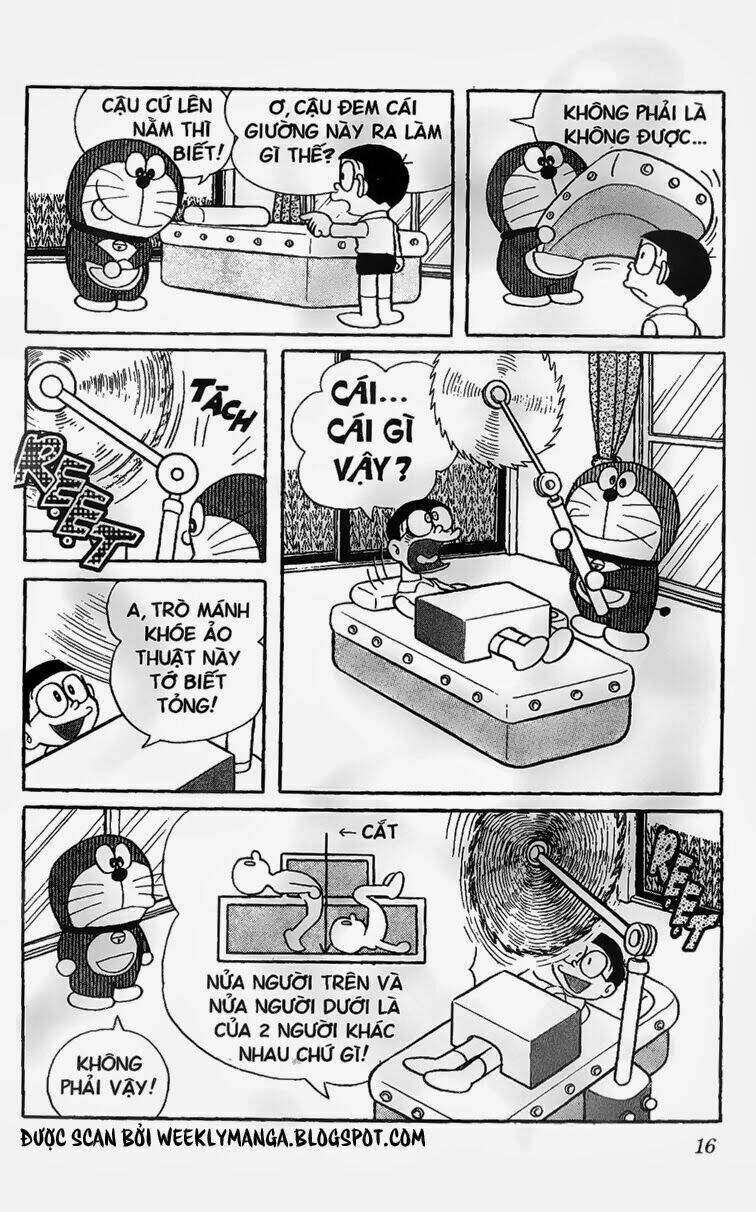 KHÔNG PHẢI LÀ
KHÔNG ĐƯỢC...
Ơ, CẬU ĐEM CÁI
GIƯỜNG NÀY RA LÀM
GÌ THẾ?
CẬU CỨ LÊN
NẰM THÌ
BIẾT!
CÁI...
CÁI GÌ
VẬY?
TÁCH
A, TRÒ MÁNH
KHÓE ẢO
THUẬT NÀY
TỚ BIẾT
TỎNG!
← CẮT
NỬA NGƯỜI TRÊN VÀ
NỬA NGƯỜI DƯỚI LÀ
CỦA 2 NGƯỜI KHÁC
NHAU CHỨ GÌ!
KHÔNG
PHẢI VẬY!
ĐƯỢC SCAN BỞI WEEKLYMANGA.BLOGSPOT.COM
16